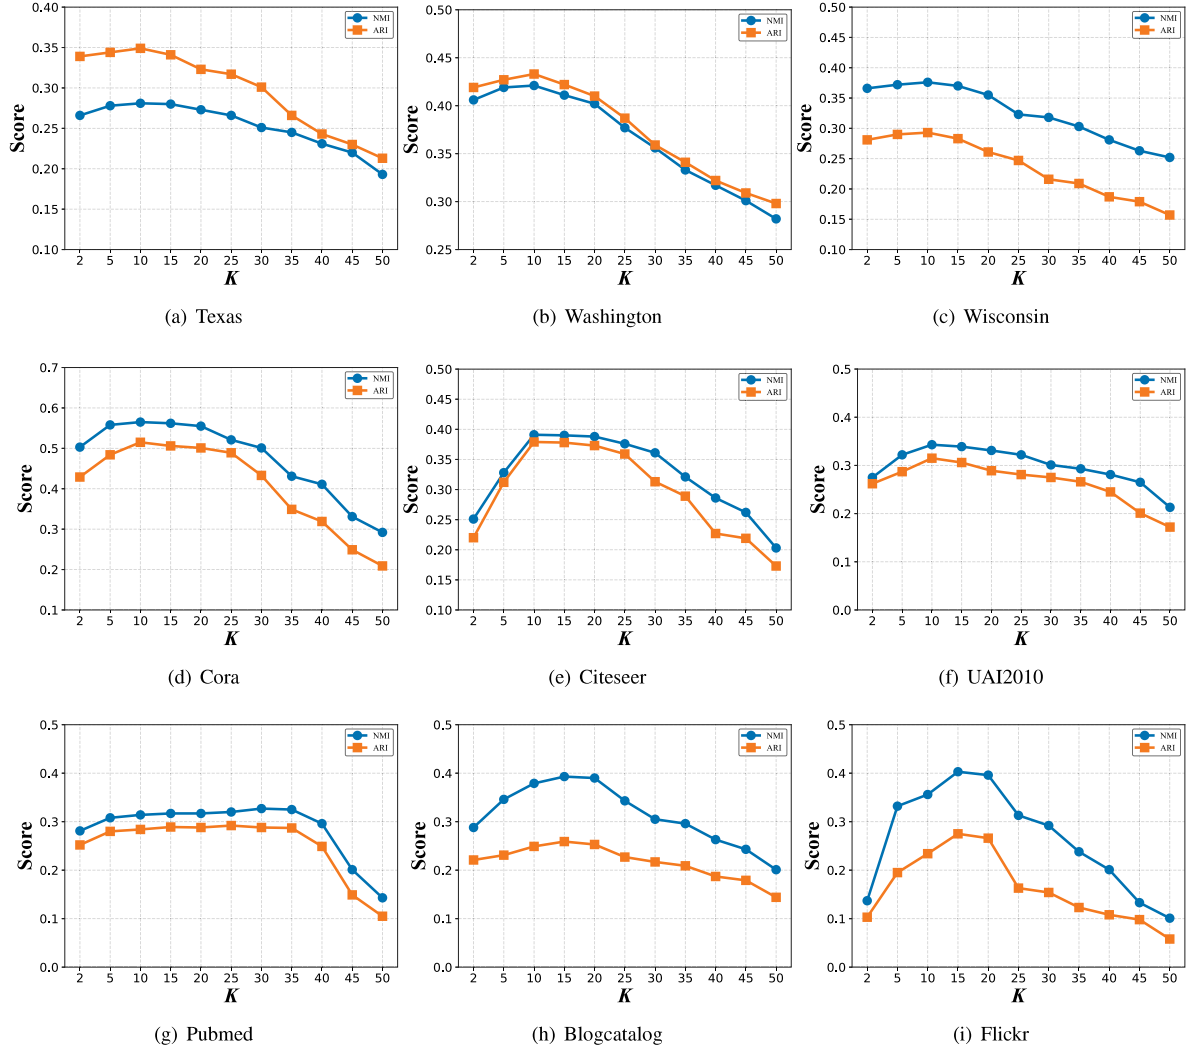 0.40
0.35
0.30
0.25
0.20
0.15
0.10
Score
NMI
ARI
2 5 10 15 20 25 30 35 40 45 50
K
(a) Texas
0.50
0.45
0.40
0.35
0.30
0.25
Score
NMI
ARI
2 5 10 15 20 25 30 35 40 45 50
K
(b) Washington
0.50
0.45
0.40
0.35
0.30
0.25
0.20
0.15
0.10
Score
NMI
ARI
2 5 10 15 20 25 30 35 40 45 50
K
(c) Wisconsin
0.7
0.6
0.5
0.4
0.3
0.2
0.1
Score
NMI
ARI
2 5 10 15 20 25 30 35 40 45 50
K
(d) Cora
0.50
0.45
0.40
0.35
0.30
0.25
0.20
0.15
0.10
Score
NMI
ARI
2 5 10 15 20 25 30 35 40 45 50
K
(e) Citeseer
0.5
0.4
0.3
0.2
0.1
0.0
Score
NMI
ARI
2 5 10 15 20 25 30 35 40 45 50
K
(f) UAI2010
0.5
0.4
0.3
0.2
0.1
0.0
Score
NMI
ARI
2 5 10 15 20 25 30 35 40 45 50
K
(g) Pubmed
0.5
0.4
0.3
0.2
0.1
0.0
Score
NMI
ARI
2 5 10 15 20 25 30 35 40 45 50
K
(h) Blogcatalog
0.5
0.4
0.3
0.2
0.1
0.0
Score
NMI
ARI
2 5 10 15 20 25 30 35 40 45 50
K
(i) Flickr